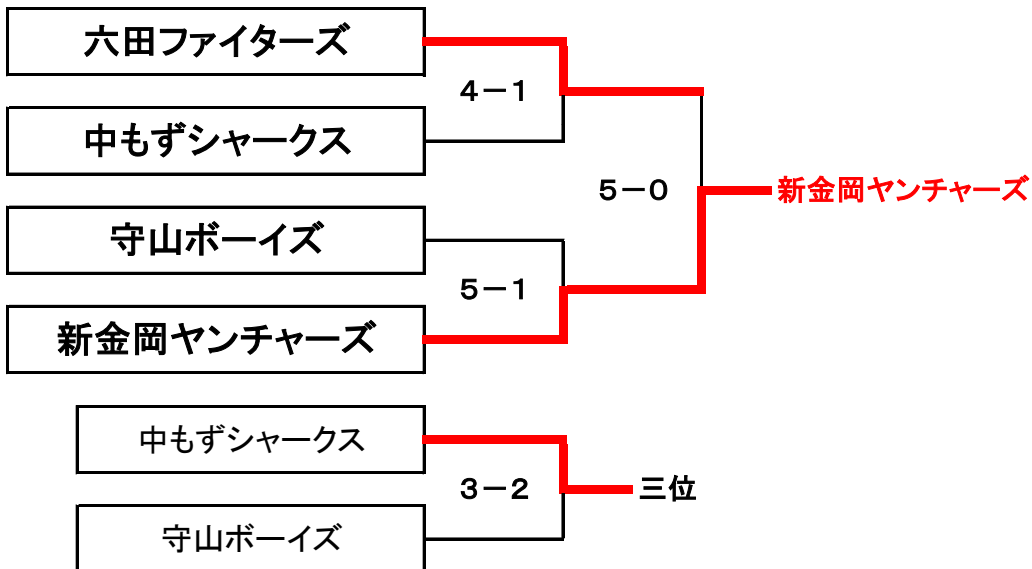 六田ファイターズ
4－1
中もずシャークス
5－0
新金岡ヤンチャーズ
守山ボーイズ
5－1
新金岡ヤンチャーズ
中もずシャークス
3－2
三位
守山ボーイズ